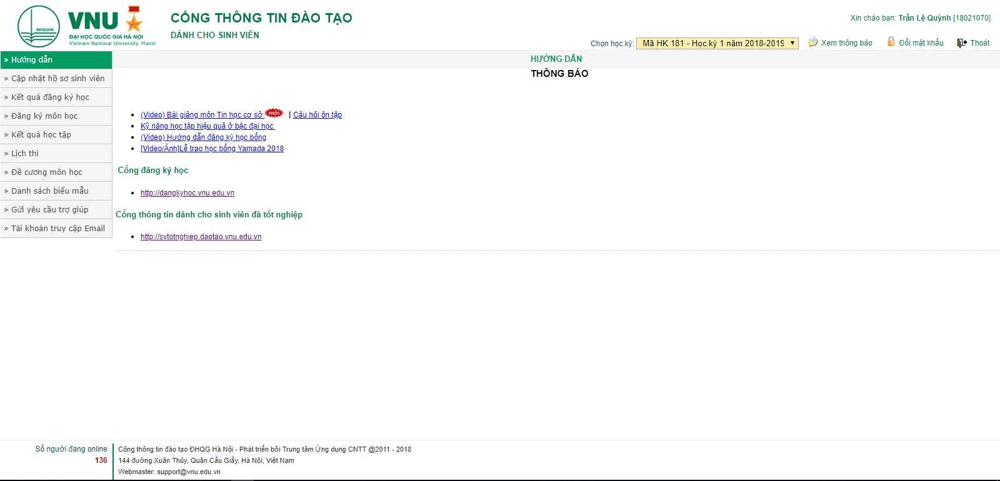 ĐHQGHN
VNU
ĐẠI HỌC QUỐC GIA HÀ NỘI
Vietnam National University, Hanoi
CỔNG THÔNG TIN ĐÀO TẠO
DÀNH CHO SINH VIÊN
Xin chào bạn: Trần Lệ Quỳnh [18021070]
Chọn học kỳ: Mã HK 181 - Học kỳ 1 năm 2018-2019 Xem thông báo Đổi mật khẩu Thoát
» Hướng dẫn
» Cập nhật hồ sơ sinh viên
» Kết quả đăng ký học
» Đăng ký môn học
» Kết quả học tập
» Lịch thi
» Đề cương môn học
» Danh sách biểu mẫu
» Gửi yêu cầu trợ giúp
» Tài khoản truy cập Email
HƯỚNG DẪN
THÔNG BÁO
(Video) Bài giảng môn Tin học cơ sở mới | Câu hỏi ôn tập
Kỹ năng học tập hiệu quả ở bậc đại học
(Video) Hướng dẫn đăng ký học bổng
[Video/Ảnh]Lễ trao học bổng Yamada 2018
Cổng đăng ký học
http://dangkyhoc.vnu.edu.vn
Cổng thông tin dành cho sinh viên đã tốt nghiệp
http://svtotnghiep.daotao.vnu.edu.vn
Số người đang online
136
Cổng thông tin đào tạo ĐHQG Hà Nội - Phát triển bởi Trung tâm Ứng dụng CNTT @2011 - 2018
144 đường Xuân Thủy, Quận Cầu Giấy, Hà Nội, Việt Nam
Webmaster: support@vnu.edu.vn